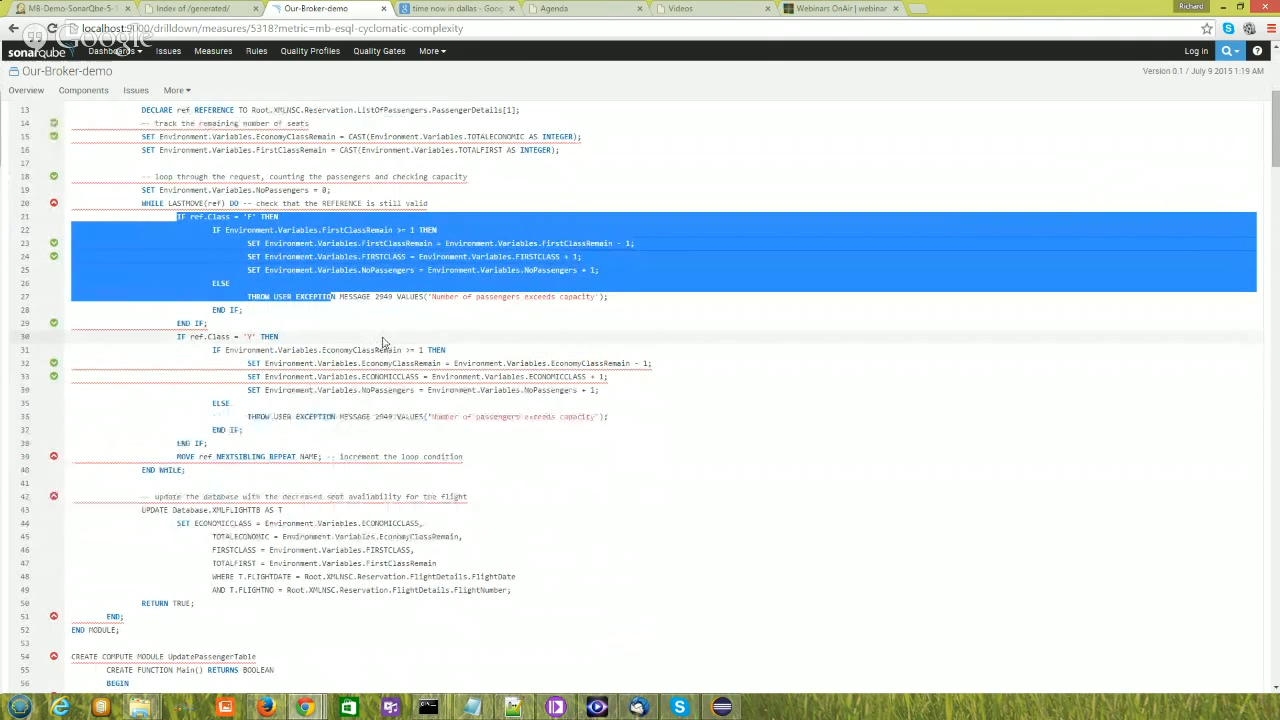 MB-Demo-SonarQbe-5-1
Index of /generated/
Our-Broker-demo
time now in dallas - Goo
Agenda
Videos
Webinars OnAir | webinar
Richard
localhost:9000/drilldown/measures/5318?metric=mb-esql-cyclomatic-complexity
Google
sonarqube Dashboards Issues Measures Rules Quality Profiles Quality Gates More Log in
Our-Broker-demo Version 0.1 / July 9 2015 1:19 AM
Overview Components Issues More
13 DECLARE ref REFERENCE TO Root.XMLNSC.Reservation.ListOfPassengers.PassengerDetails[1];
14 -- track the remaining number of seats
15 SET Environment.Variables.EconomyClassRemain = CAST(Environment.Variables.TOTALECONOMIC AS INTEGER);
16 SET Environment.Variables.FirstClassRemain = CAST(Environment.Variables.TOTALFIRST AS INTEGER);
17
18 -- loop through the request, counting the passengers and checking capacity
19 SET Environment.Variables.NoPassengers = 0;
20 WHILE LASTMOVE(ref) DO -- check that the REFERENCE is still valid
21 IF ref.Class = 'F' THEN
22 IF Environment.Variables.FirstClassRemain >= 1 THEN
23 SET Environment.Variables.FirstClassRemain = Environment.Variables.FirstClassRemain - 1;
24 SET Environment.Variables.FIRSTCLASS = Environment.Variables.FIRSTCLASS + 1;
25 SET Environment.Variables.NoPassengers = Environment.Variables.NoPassengers + 1;
26 ELSE
27 THROW USER EXCEPTION MESSAGE 2949 VALUES('Number of passengers exceeds capacity');
28 END IF;
29 END IF;
30 IF ref.Class = 'Y' THEN
31 IF Environment.Variables.EconomyClassRemain >= 1 THEN
32 SET Environment.Variables.EconomyClassRemain = Environment.Variables.EconomyClassRemain - 1;
33 SET Environment.Variables.ECONOMICCLASS = Environment.Variables.ECONOMICCLASS + 1;
SET Environment.Variables.NoPassengers = Environment.Variables.NoPassengers + 1;
35 ELSE
THROW USER EXCEPTION MESSAGE 2949 VALUES('Number of passengers exceeds capacity');
END IF;
END IF;
39 MOVE ref NEXTSIBLING REPEAT NAME; -- increment the loop condition
END WHILE;
41
42 -- update the database with the decreased seat availability for the flight
43 UPDATE Database.XMLFLIGHTTB AS T
44 SET ECONOMICCLASS = Environment.Variables.ECONOMICCLASS,
45 TOTALECONOMIC = Environment.Variables.EconomyClassRemain,
46 FIRSTCLASS = Environment.Variables.FIRSTCLASS,
47 TOTALFIRST = Environment.Variables.FirstClassRemain
48 WHERE T.FLIGHTDATE = Root.XMLNSC.Reservation.FlightDetails.FlightDate
49 AND T.FLIGHTNO = Root.XMLNSC.Reservation.FlightDetails.FlightNumber;
50 RETURN TRUE;
51 END;
52 END MODULE;
53
54 CREATE COMPUTE MODULE UpdatePassengerTable
55 CREATE FUNCTION Main() RETURNS BOOLEAN
56 BEGIN